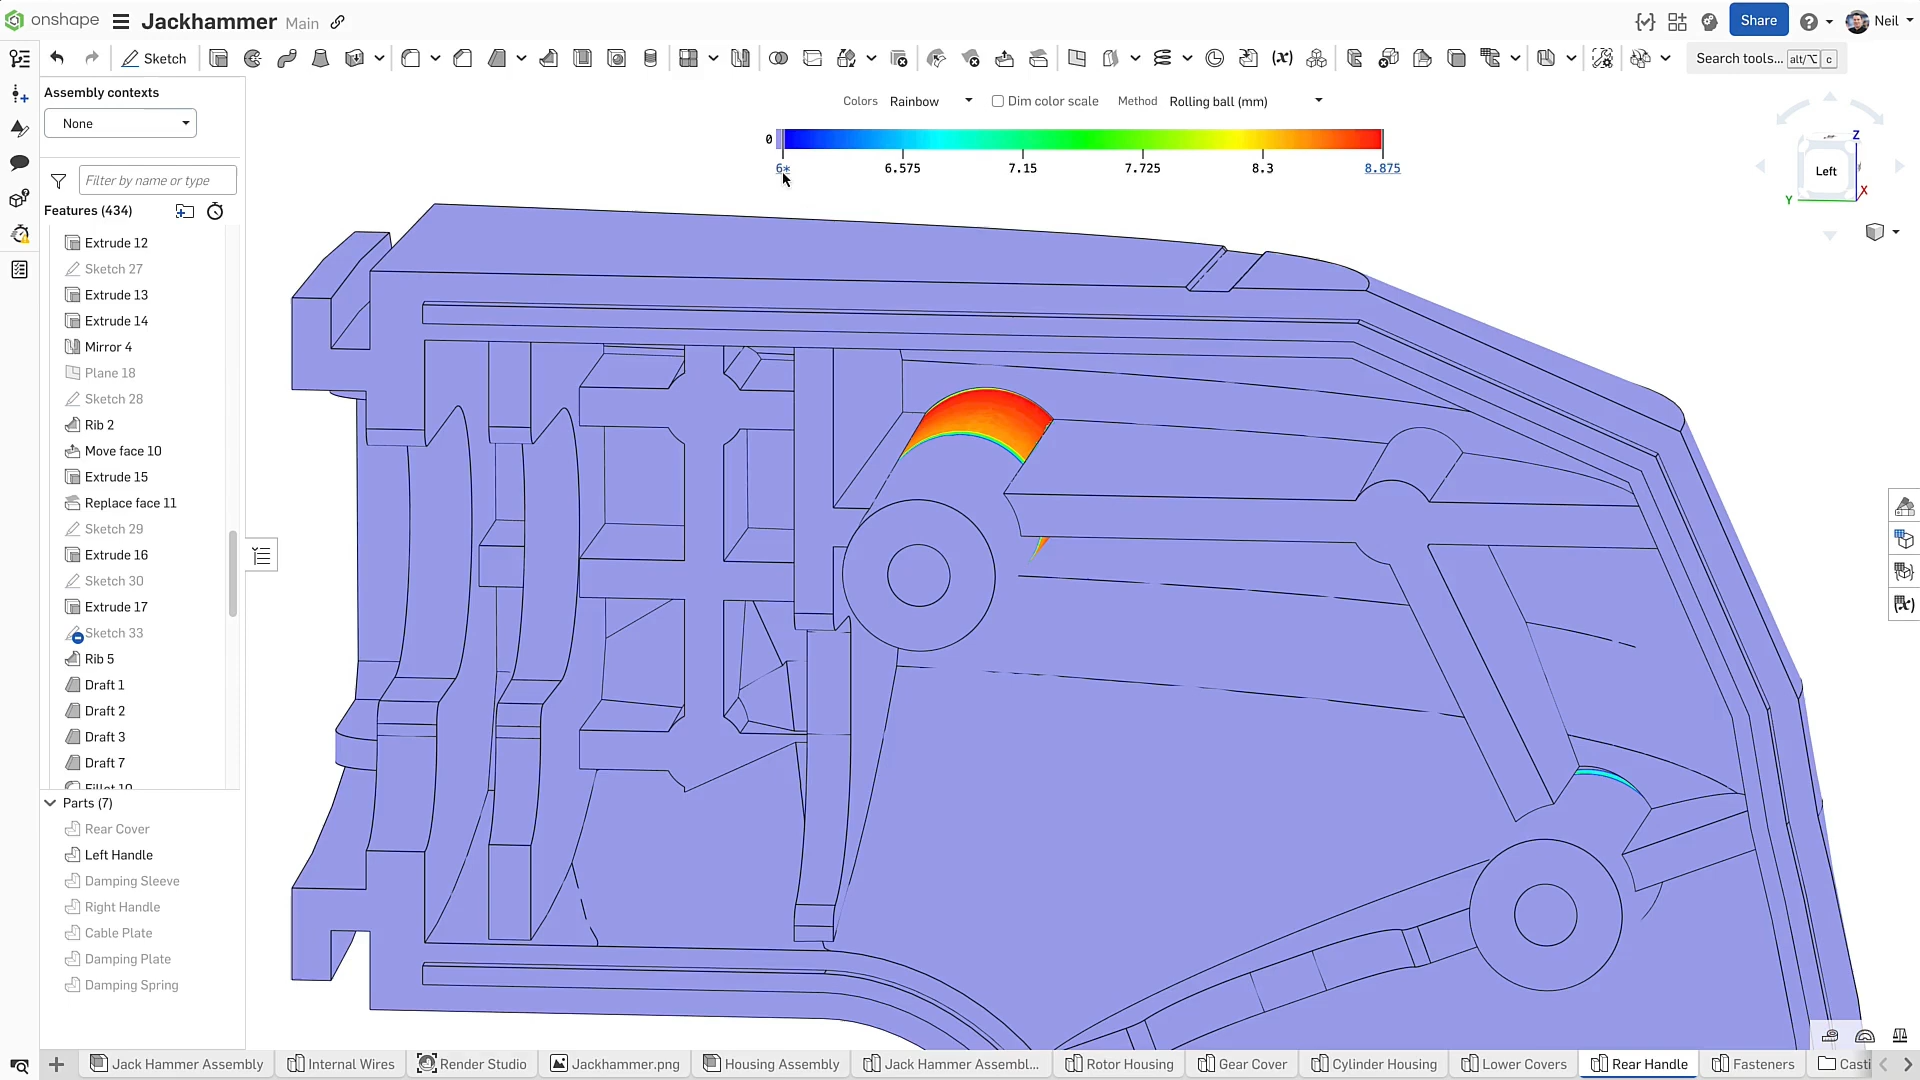 onshape Jackhammer Main Share Neil
Sketch Search tools... alt/⌥ c
Assembly contexts
None
Colors Rainbow Dim color scale Method Rolling ball (mm)
0
6* 6.575 7.15 7.725 8.3 8.875
Z
Left
X
Y
Filter by name or type
Features (434)
Extrude 12
Sketch 27
Extrude 13
Extrude 14
Mirror 4
Plane 18
Sketch 28
Rib 2
Move face 10
Extrude 15
Replace face 11
Sketch 29
Extrude 16
Sketch 30
Extrude 17
Sketch 33
Rib 5
Draft 1
Draft 2
Draft 3
Draft 7
Fillet 10
Parts (7)
Rear Cover
Left Handle
Damping Sleeve
Right Handle
Cable Plate
Damping Plate
Damping Spring
Jack Hammer Assembly Internal Wires Render Studio Jackhammer.png Housing Assembly Jack Hammer Assembl... Rotor Housing Gear Cover Cylinder Housing Lower Covers Rear Handle Fasteners Casti